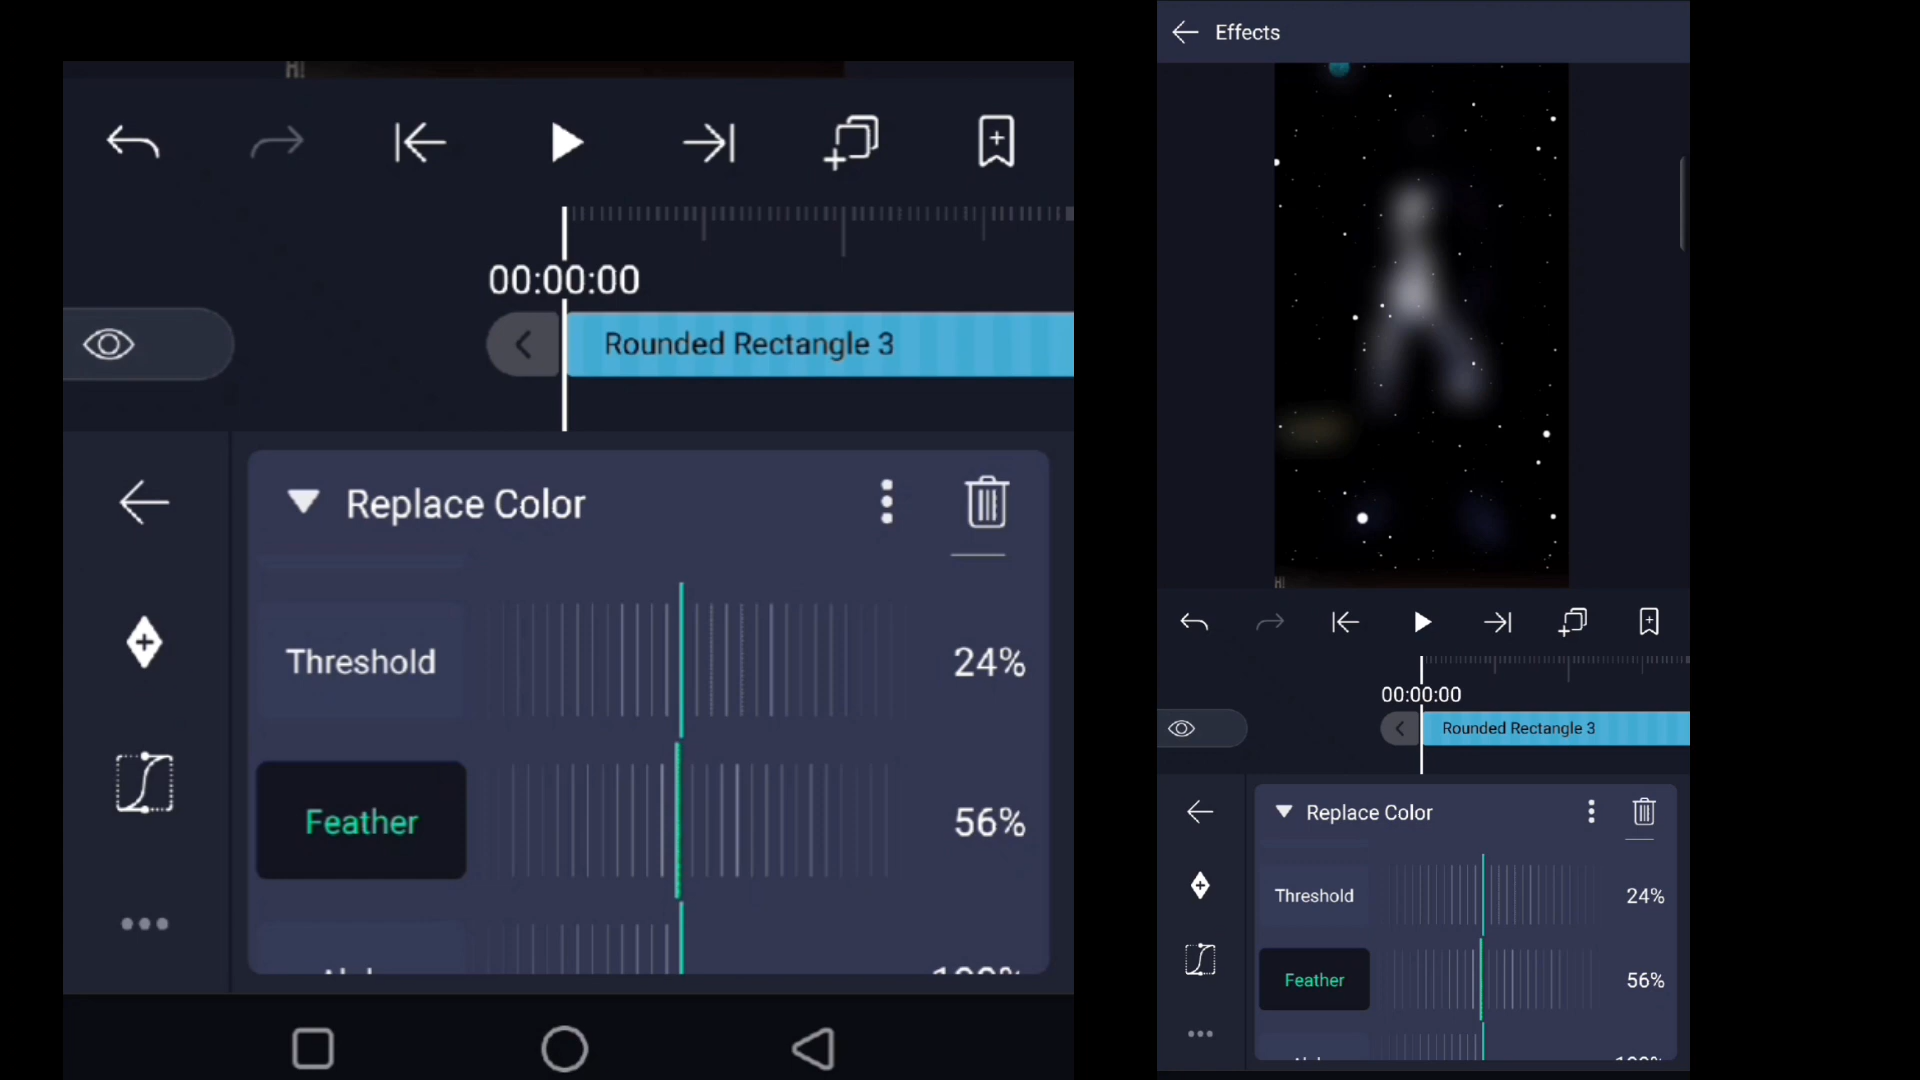 H!
00:00:00
Rounded Rectangle 3
Replace Color
Threshold
24%
Feather
56%
Effects
H!
00:00:00
Rounded Rectangle 3
Replace Color
Threshold
24%
Feather
56%